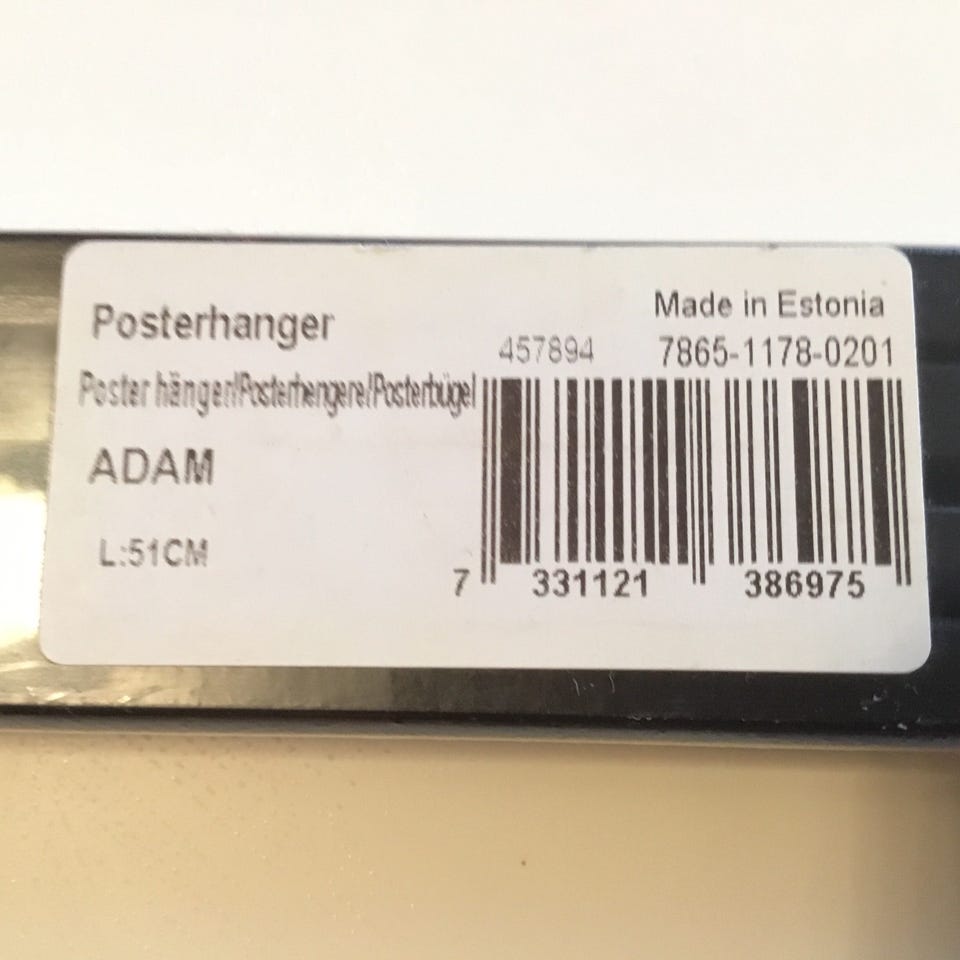 Posterhanger
Made in Estonia
457894 7865-1178-0201
Poster hänger/Posterhengere/Posterbügel
ADAM
L:51CM
7 331121 386975